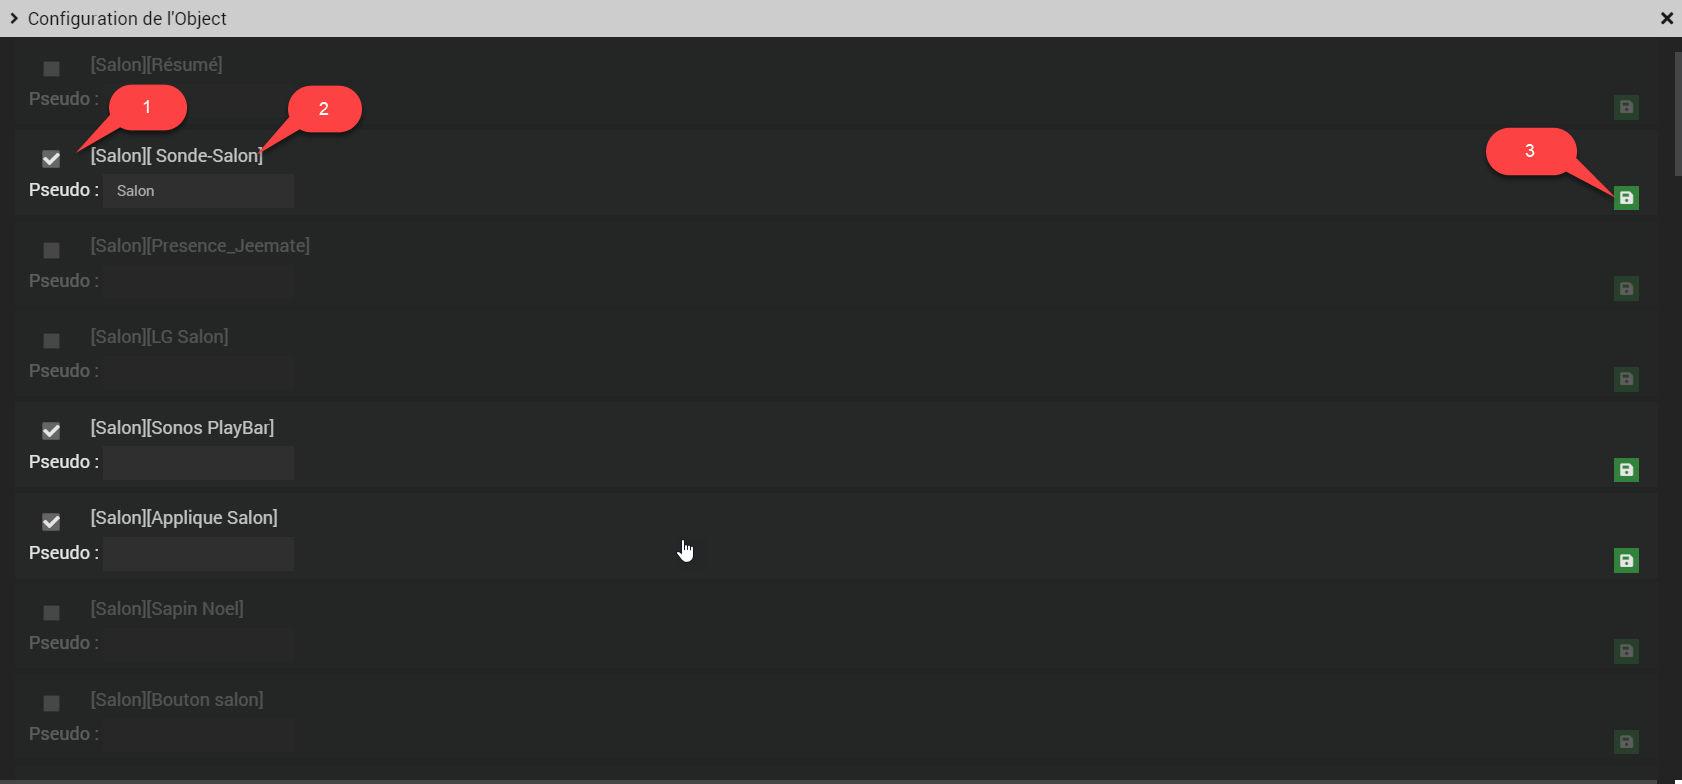 Configuration de l'Object
[Salon][Résumé]
Pseudo :
1
2
[Salon][ Sonde-Salon]
3
Pseudo : Salon
[Salon][Presence_Jeemate]
Pseudo :
[Salon][LG Salon]
Pseudo :
[Salon][Sonos PlayBar]
Pseudo :
[Salon][Applique Salon]
Pseudo :
[Salon][Sapin Noel]
Pseudo :
[Salon][Bouton salon]
Pseudo :